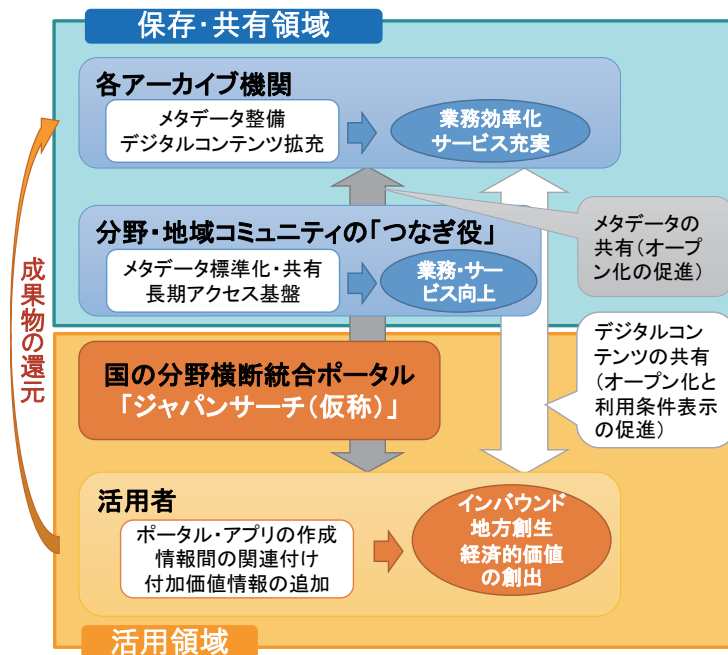 保存・共有領域
各アーカイブ機関
メタデータ整備
デジタルコンテンツ拡充
業務効率化
サービス充実
分野・地域コミュニティの「つなぎ役」
メタデータ標準化・共有
長期アクセス基盤
業務・サー
ビス向上
メタデータの
共有(オープ
ン化の促進)
成果物の還元
国の分野横断統合ポータル
「ジャパンサーチ(仮称)」
デジタルコン
テンツの共有
(オープン化と
利用条件表示
の促進)
活用者
ポータル・アプリの作成
情報間の関連付け
付加価値情報の追加
インバウンド
地方創生
経済的価値
の創出
活用領域